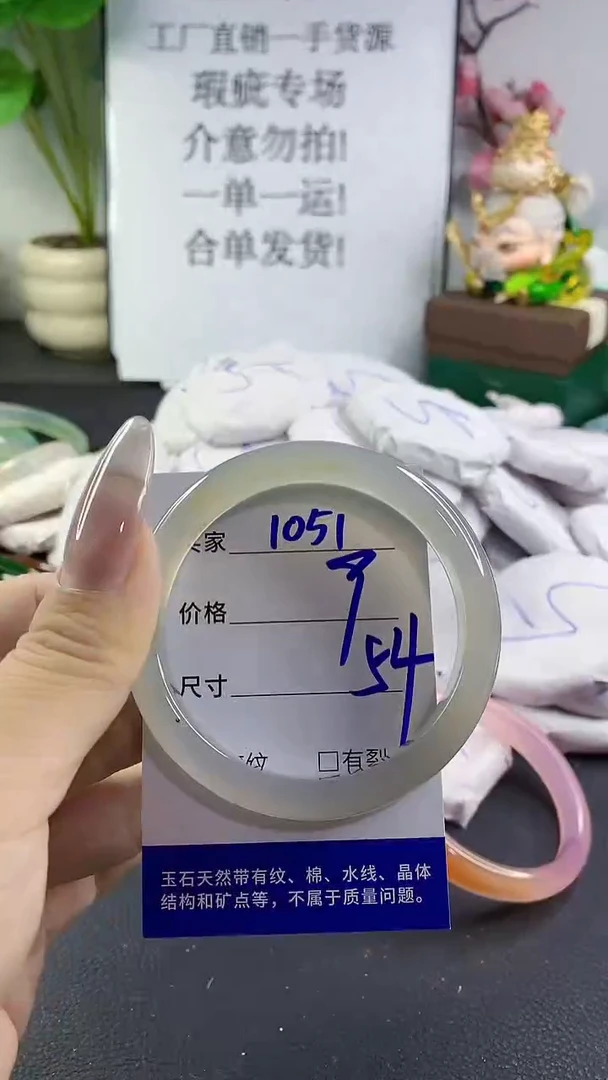 工厂直销一手货源
瑕疵专场
介意勿拍!
一单一运!
合单发货!
家 1051
价格
尺寸 54
纹 □有裂
玉石天然带有纹、棉、水线、晶体
结构和矿点等，不属于质量问题。